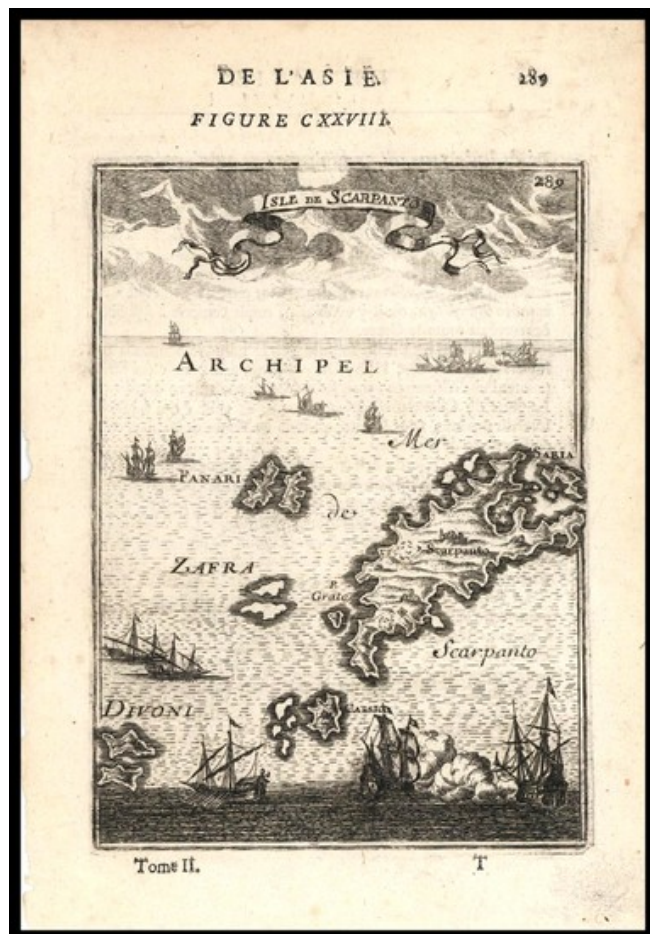 DE L'ASIE. 289
FIGURE CXXVIII.
289
ISLE DE SCARPANTO
ARCHIPEL
Mer
SARIA
PANARI
de
Scarpanto
ZAFRA
P.
Grato
Scarpanto
DIVONI
Tome II. T